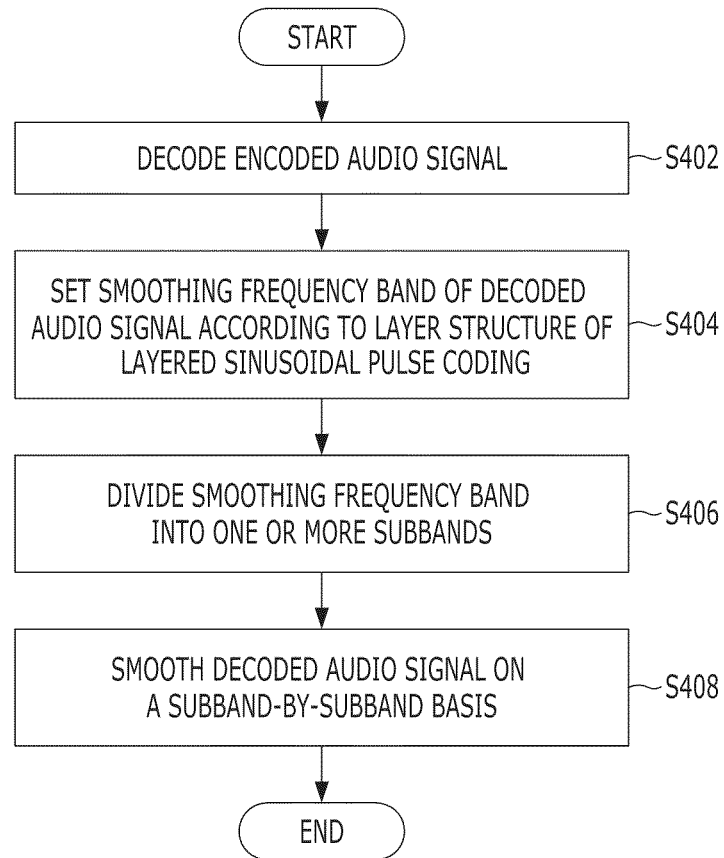 START
DECODE ENCODED AUDIO SIGNAL
S402
SET SMOOTHING FREQUENCY BAND OF DECODED
AUDIO SIGNAL ACCORDING TO LAYER STRUCTURE OF
LAYERED SINUSOIDAL PULSE CODING
S404
DIVIDE SMOOTHING FREQUENCY BAND
INTO ONE OR MORE SUBBANDS
S406
SMOOTH DECODED AUDIO SIGNAL ON
A SUBBAND-BY-SUBBAND BASIS
S408
END